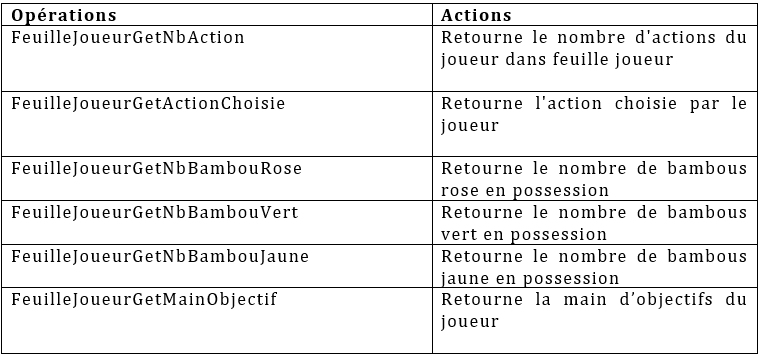 Opérations Actions
FeuilleJoueurGetNbAction Retourne le nombre d'actions du
joueur dans feuille joueur
FeuilleJoueurGetActionChoisie Retourne l'action choisie par le
joueur
FeuilleJoueurGetNbBambouRose Retourne le nombre de bambous
rose en possession
FeuilleJoueurGetNbBambouVert Retourne le nombre de bambous
vert en possession
FeuilleJoueurGetNbBambouJaune Retourne le nombre de bambous
jaune en possession
FeuilleJoueurGetMainObjectif Retourne la main d’objectifs du
joueur